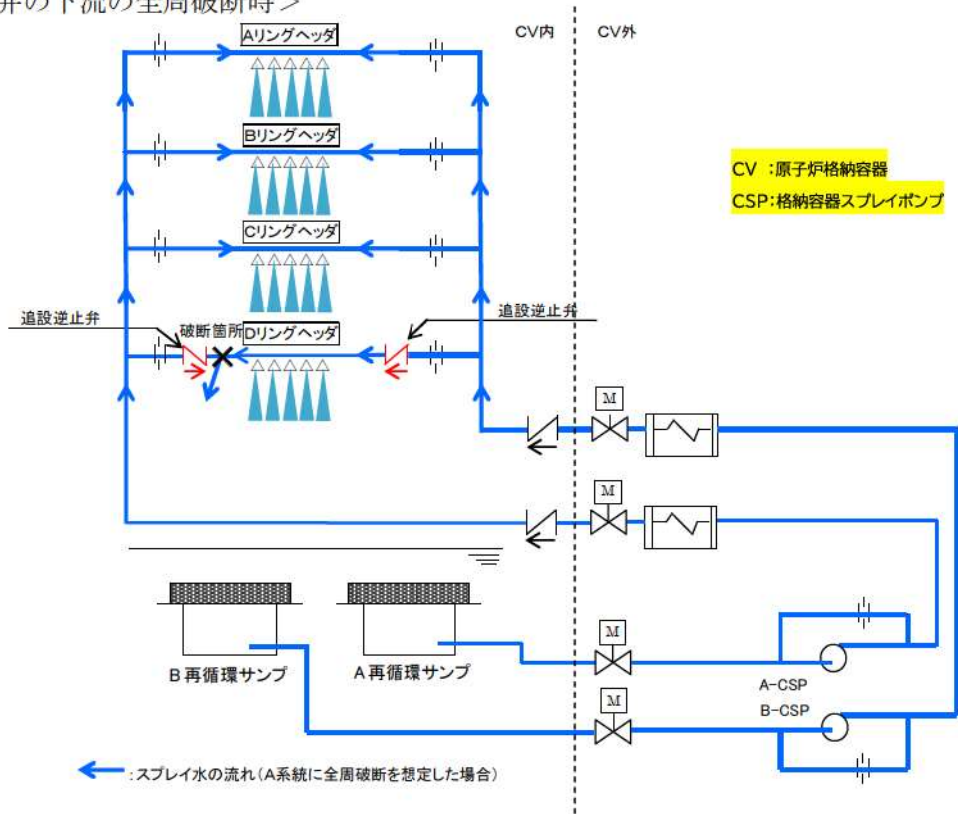 弁の下流の全周破断時>
Aリングヘッダ
CV内
CV外
Bリングヘッダ
CV :原子炉格納容器
CSP:格納容器スプレイポンプ
Cリングヘッダ
追設逆止弁
破断箇所
Dリングヘッダ
追設逆止弁
M
M
B再循環サンプ
A再循環サンプ
M
A-CSP
B-CSP
M
:スプレイ水の流れ(A系統に全周破断を想定した場合)